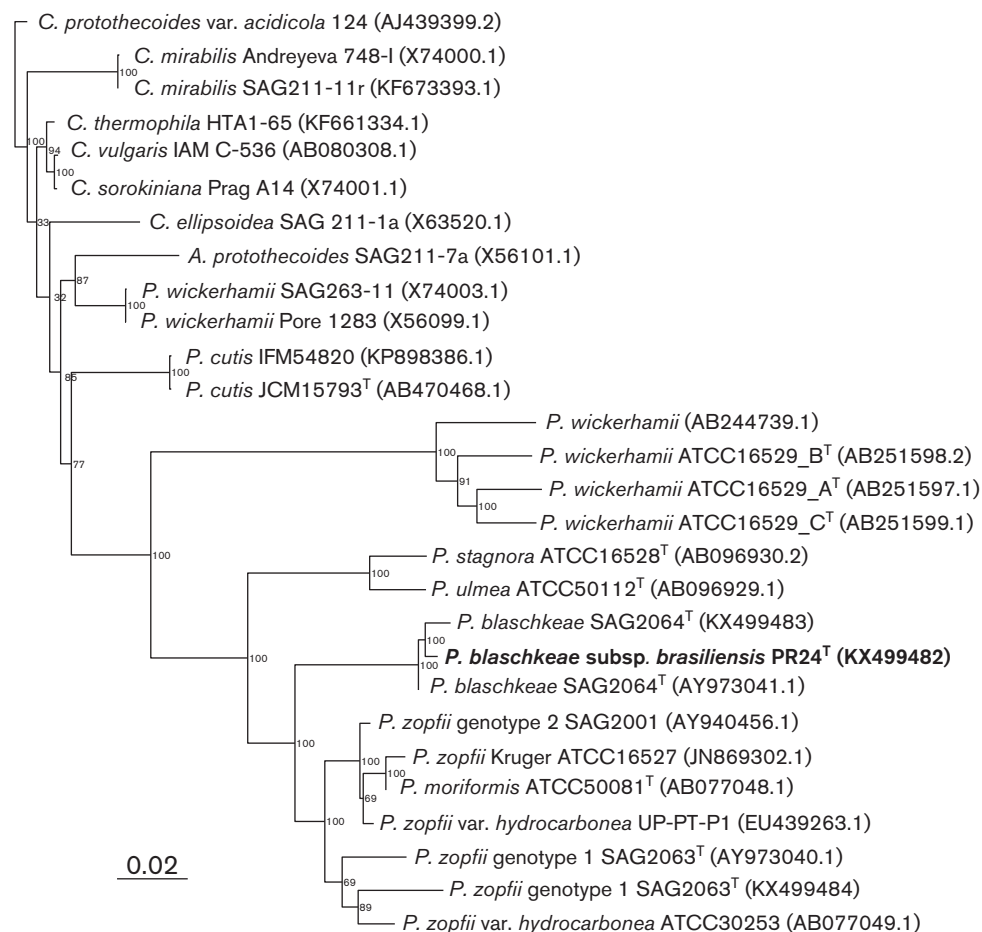 C. protothecoides var. acidicola 124 (AJ439399.2)
C. mirabilis Andreyeva 748-I (X74000.1)
100
C. mirabilis SAG211-11r (KF673393.1)
C. thermophila HTA1-65 (KF661334.1)
100
94
C. vulgaris IAM C-536 (AB080308.1)
100
C. sorokiniana Prag A14 (X74001.1)
33
C. ellipsoidea SAG 211-1a (X63520.1)
A. protothecoides SAG211-7a (X56101.1)
87
P. wickerhamii SAG263-11 (X74003.1)
32
100
P. wickerhamii Pore 1283 (X56099.1)
P. cutis IFM54820 (KP898386.1)
85
100
P. cutis JCM15793T (AB470468.1)
P. wickerhamii (AB244739.1)
100
P. wickerhamii ATCC16529_BT (AB251598.2)
77
91
P. wickerhamii ATCC16529_AT (AB251597.1)
100
P. wickerhamii ATCC16529_CT (AB251599.1)
100
P. stagnora ATCC16528T (AB096930.2)
100
P. ulmea ATCC50112T (AB096929.1)
P. blaschkeae SAG2064T (KX499483)
100
P. blaschkeae subsp. brasiliensis PR24T (KX499482)
100
100
P. blaschkeae SAG2064T (AY973041.1)
P. zopfii genotype 2 SAG2001 (AY940456.1)
100
P. zopfii Kruger ATCC16527 (JN869302.1)
100
100
P. moriformis ATCC50081T (AB077048.1)
69
P. zopfii var. hydrocarbonea UP-PT-P1 (EU439263.1)
100
P. zopfii genotype 1 SAG2063T (AY973040.1)
0.02
69
P. zopfii genotype 1 SAG2063T (KX499484)
89
P. zopfii var. hydrocarbonea ATCC30253 (AB077049.1)